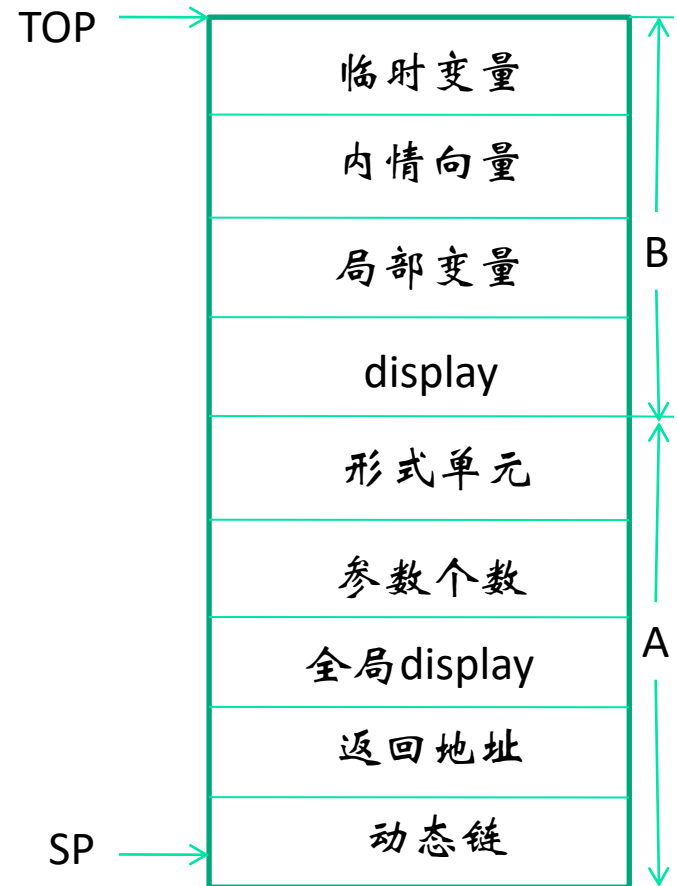 TOP
临时变量
内情向量
局部变量
B
display
形式单元
参数个数
A
全局display
返回地址
SP
动态链